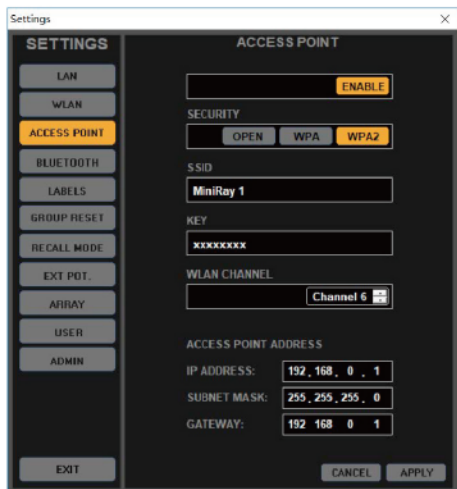 Settings
SETTINGS
LAN
WLAN
ACCESS POINT
BLUETOOTH
LABELS
GROUP RESET
RECALL MODE
EXT POT.
ARRAY
USER
ADMIN
EXIT
ACCESS POINT
ENABLE
SECURITY
OPEN WPA WPA2
SSID
MiniRay 1
KEY
xxxxxxxx
WLAN CHANNEL
Channel 6
ACCESS POINT ADDRESS
IP ADDRESS: 192 . 168 . 0 . 1
SUBNET MASK: 255 . 255 . 255 . 0
GATEWAY: 192 168 0 1
CANCEL APPLY